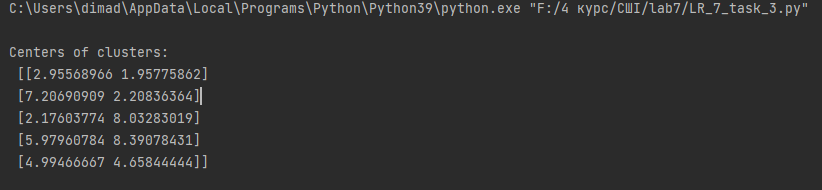 C:\Users\dimad\AppData\Local\Programs\Python\Python39\python.exe "F:/4 курс/СШІ/lab7/LR_7_task_3.py"
Centers of clusters:
[[2.95568966 1.95775862]
[7.20690909 2.20836364]
[2.17603774 8.03283019]
[5.97960784 8.39078431]
[4.99466667 4.65844444]]